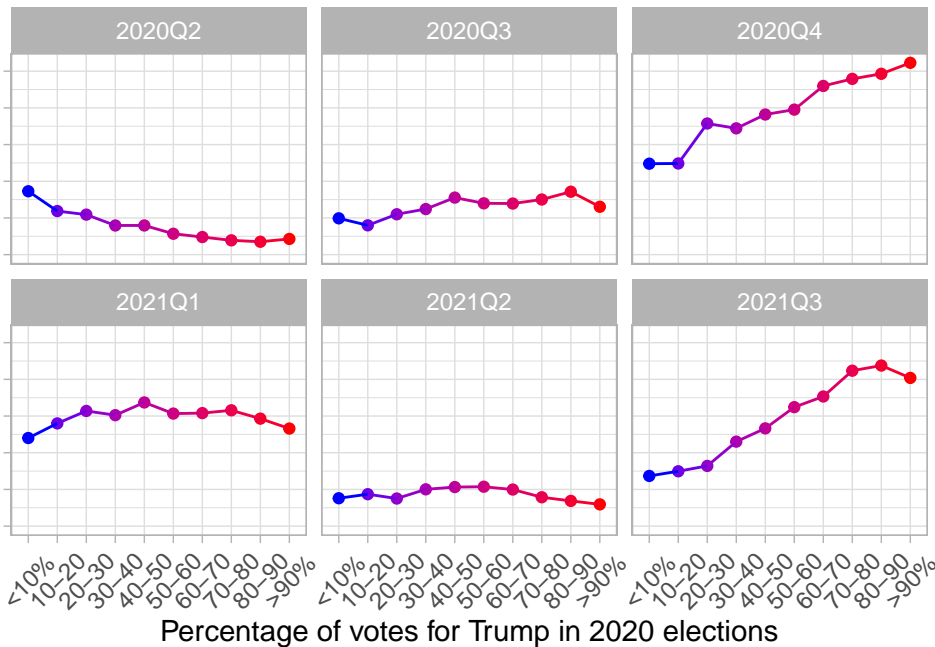 2020Q2 2020Q3 2020Q4
2021Q1 2021Q2 2021Q3
<10% 10–20 20–30 30–40 40–50 50–60 60–70 70–80 80–90 >90% <10% 10–20 20–30 30–40 40–50 50–60 60–70 70–80 80–90 >90% <10% 10–20 20–30 30–40 40–50 50–60 60–70 70–80 80–90 >90%
Percentage of votes for Trump in 2020 elections